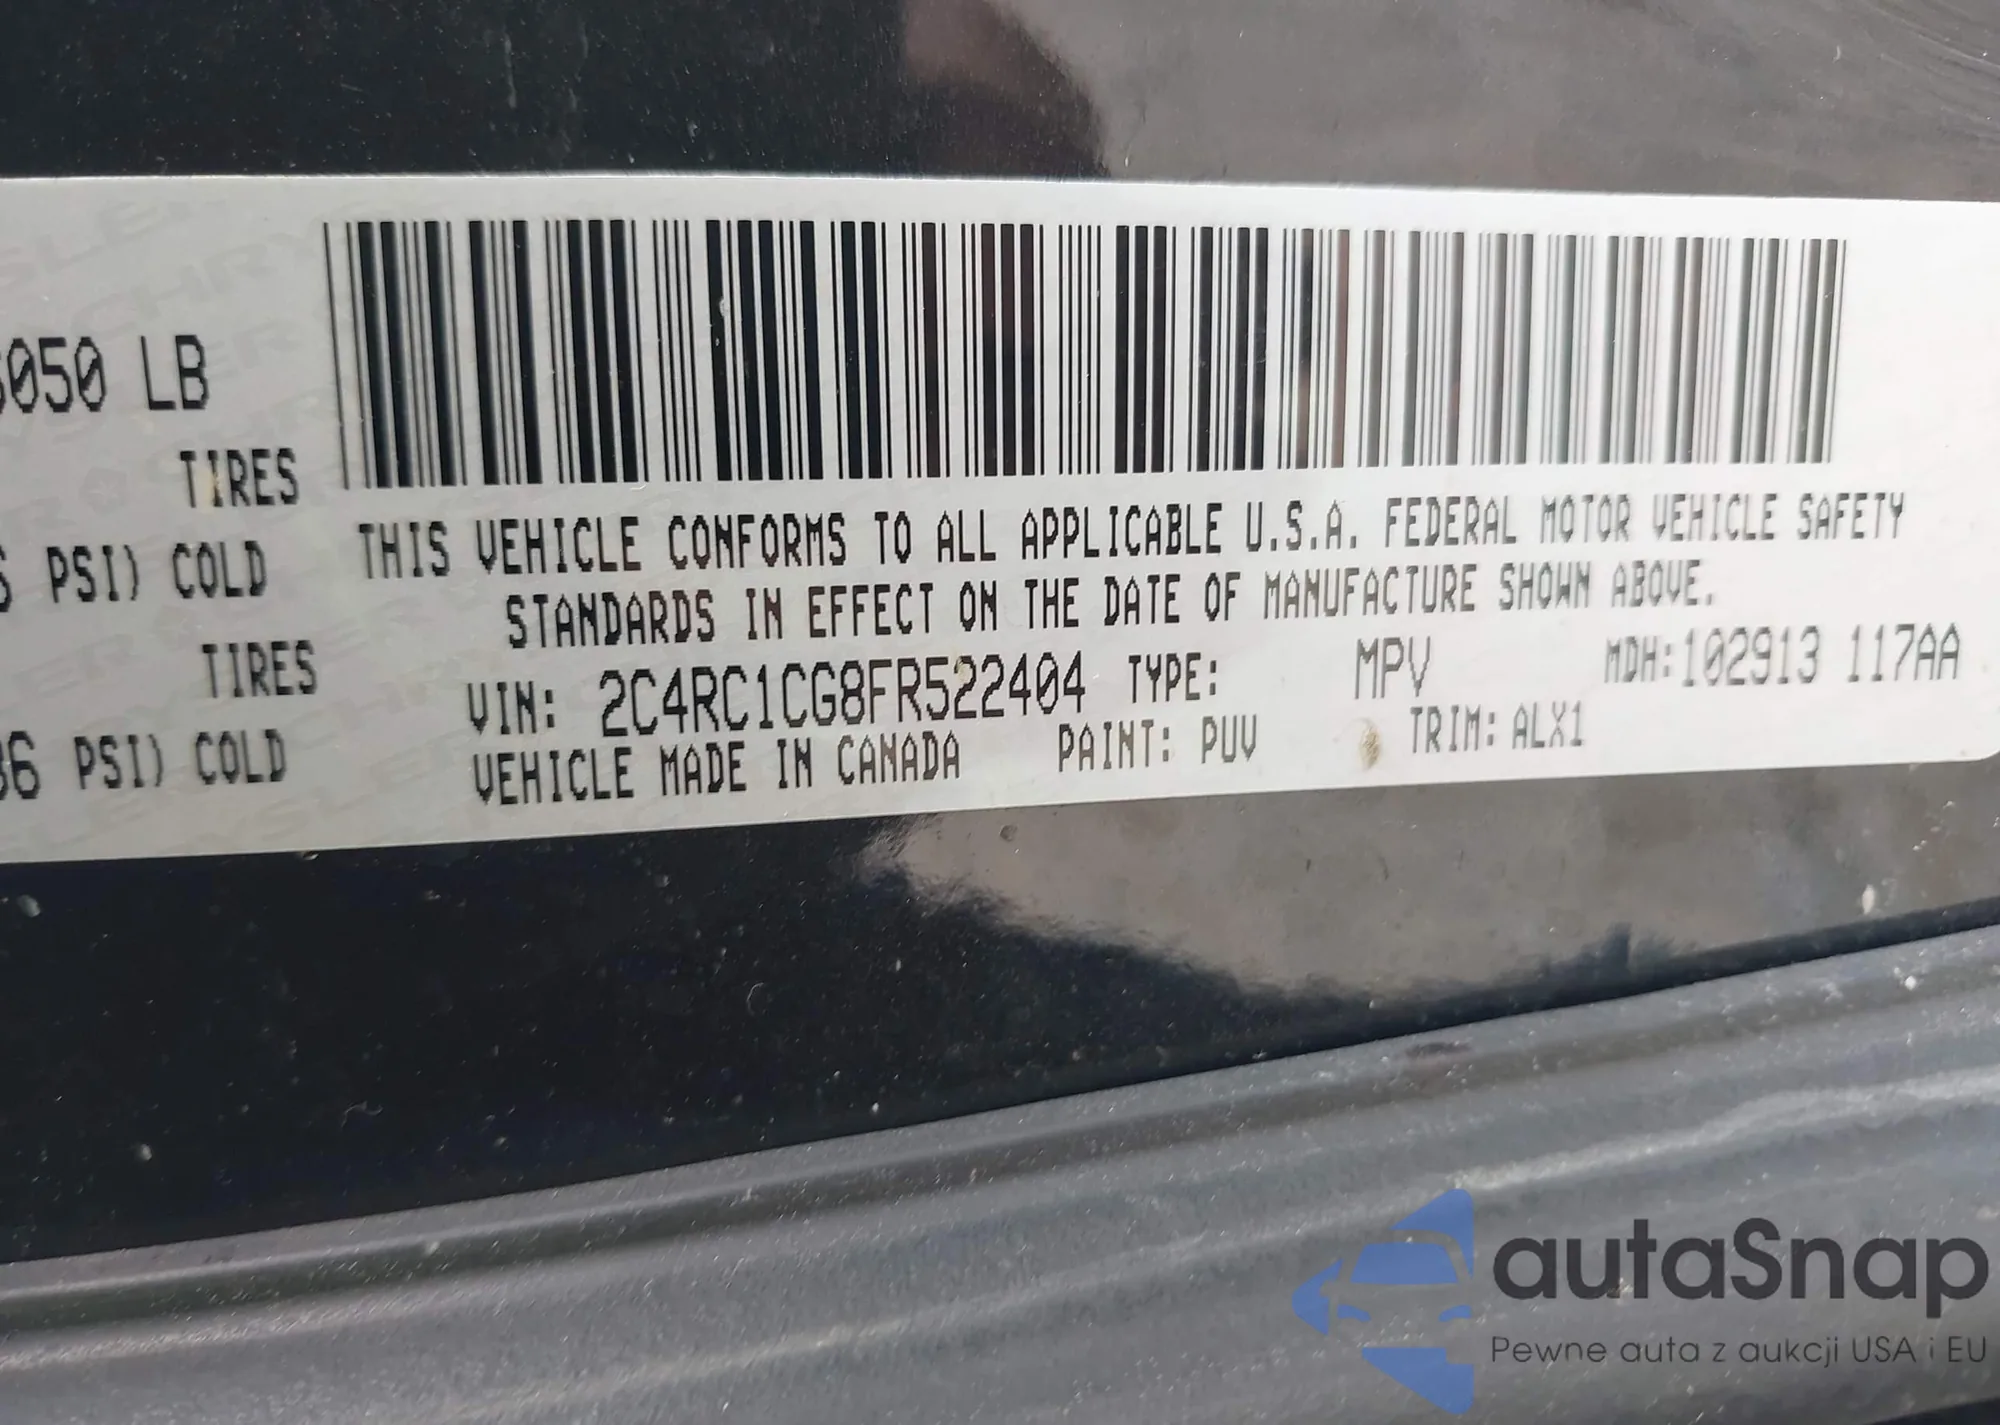 6050 LB
TIRES
PSI) COLD
TIRES
36 PSI) COLD
THIS VEHICLE CONFORMS TO ALL APPLICABLE U.S.A. FEDERAL MOTOR VEHICLE SAFETY
STANDARDS IN EFFECT ON THE DATE OF MANUFACTURE SHOWN ABOVE.
VIN: 2C4RC1CG8FR522404 TYPE: MPV MDH:102913 117AA
VEHICLE MADE IN CANADA PAINT: PUV TRIM: ALX1
autaSnap
Pewne auta z aukcji USA i EU